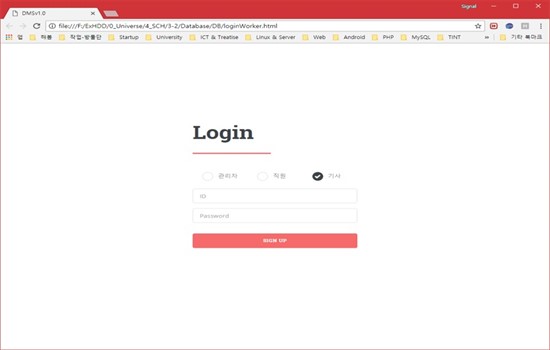 DMSv1.0
Signal
file:///F:/ExHDD/0_Universe/4_SCH/3-2/Database/DB/loginWorker.html
앱 해봄 작업-방출단 Startup University ICT & Treatise Linux & Server Web Android PHP MySQL TINT » 기타 북마크
Login
관리자 직원 기사
ID
Password
SIGN UP